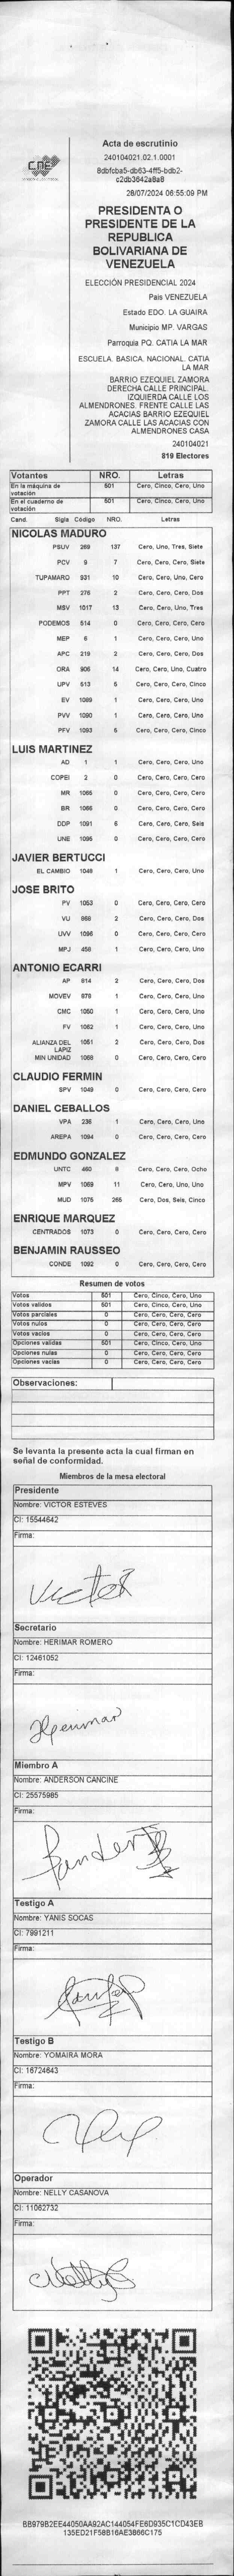 CNE
Acta de escrutinio
240104021.02.1.0001
8dbfcba5-db63-4ff5-bdb2-
c2db3642a8a8
28/07/2024 06:55:09 PM
PRESIDENTA O
PRESIDENTE DE LA
REPUBLICA
BOLIVARIANA DE
VENEZUELA
ELECCIÓN PRESIDENCIAL 2024
Pais VENEZUELA
Estado EDO. LA GUAIRA
Municipio MP. VARGAS
Parroquia PQ. CATIA LA MAR
ESCUELA. BASICA. NACIONAL. CATIA
LA MAR
BARRIO EZEQUIEL ZAMORA
DERECHA CALLE PRINCIPAL.
IZQUIERDA CALLE LOS
ALMENDRONES. FRENTE CALLE LAS
ACACIAS BARRIO EZEQUIEL
ZAMORA CALLE LAS ACACIAS CON
ALMENDRONES CASA
240104021
819 Electores
Votantes NRO. Letras
En la máquina de votación 501 Cero, Cinco, Cero, Uno
En el cuaderno de votación 501 Cero, Cinco, Cero, Uno
Cand. Sigla Código NRO. Letras
NICOLAS MADURO
PSUV 269 137 Cero, Uno, Tres, Siete
PCV 9 7 Cero, Cero, Cero, Siete
TUPAMARO 931 10 Cero, Cero, Uno, Cero
PPT 276 2 Cero, Cero, Cero, Dos
MSV 1017 13 Cero, Cero, Uno, Tres
PODEMOS 514 0 Cero, Cero, Cero, Cero
MEP 6 1 Cero, Cero, Cero, Uno
APC 219 2 Cero, Cero, Cero, Dos
ORA 906 14 Cero, Cero, Uno, Cuatro
UPV 513 5 Cero, Cero, Cero, Cinco
EV 1089 1 Cero, Cero, Cero, Uno
PVV 1090 1 Cero, Cero, Cero, Uno
PFV 1093 5 Cero, Cero, Cero, Cinco
LUIS MARTINEZ
AD 1 1 Cero, Cero, Cero, Uno
COPEI 2 0 Cero, Cero, Cero, Cero
MR 1065 0 Cero, Cero, Cero, Cero
BR 1066 0 Cero, Cero, Cero, Cero
DDP 1091 6 Cero, Cero, Cero, Seis
UNE 1095 0 Cero, Cero, Cero, Cero
JAVIER BERTUCCI
EL CAMBIO 1048 1 Cero, Cero, Cero, Uno
JOSE BRITO
PV 1053 0 Cero, Cero, Cero, Cero
VU 868 2 Cero, Cero, Cero, Dos
UVV 1096 0 Cero, Cero, Cero, Cero
MPJ 458 1 Cero, Cero, Cero, Uno
ANTONIO ECARRI
AP 814 2 Cero, Cero, Cero, Dos
MOVEV 879 1 Cero, Cero, Cero, Uno
CMC 1050 1 Cero, Cero, Cero, Uno
FV 1052 1 Cero, Cero, Cero, Uno
ALIANZA DEL LAPIZ 1051 2 Cero, Cero, Cero, Dos
MIN UNIDAD 1068 0 Cero, Cero, Cero, Cero
CLAUDIO FERMIN
SPV 1049 0 Cero, Cero, Cero, Cero
DANIEL CEBALLOS
VPA 236 1 Cero, Cero, Cero, Uno
AREPA 1094 0 Cero, Cero, Cero, Cero
EDMUNDO GONZALEZ
UNTC 460 8 Cero, Cero, Cero, Ocho
MPV 1069 11 Cero, Cero, Uno, Uno
MUD 1075 265 Cero, Dos, Seis, Cinco
ENRIQUE MARQUEZ
CENTRADOS 1073 0 Cero, Cero, Cero, Cero
BENJAMIN RAUSSEO
CONDE 1092 0 Cero, Cero, Cero, Cero
Resumen de votos
Votos 501 Cero, Cinco, Cero, Uno
Votos validos 501 Cero, Cinco, Cero, Uno
Votos parciales 0 Cero, Cero, Cero, Cero
Votos nulos 0 Cero, Cero, Cero, Cero
Votos vacios 0 Cero, Cero, Cero, Cero
Opciones validas 501 Cero, Cinco, Cero, Uno
Opciones nulas 0 Cero, Cero, Cero, Cero
Opciones vacias 0 Cero, Cero, Cero, Cero
Observaciones:
Se levanta la presente acta la cual firman en
señal de conformidad.
Miembros de la mesa electoral
Presidente
Nombre: VICTOR ESTEVES
CI: 15544642
Firma:
Victor
Secretario
Nombre: HERIMAR ROMERO
CI: 12461052
Firma:
Miembro A
Nombre: ANDERSON CANCINE
CI: 25575985
Firma:
Testigo A
Nombre: YANIS SOCAS
CI: 7991211
Firma:
Testigo B
Nombre: YOMAIRA MORA
CI: 16724643
Firma:
Operador
Nombre: NELLY CASANOVA
CI: 11062732
Firma:
BB979B2EE44050AA92AC144054FE6D935C1CD43EB
135ED21F58B16AE3866C175